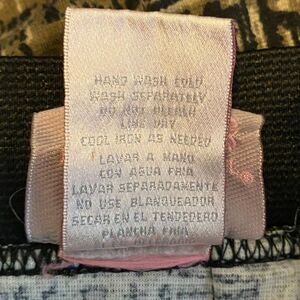 HAND WASH COLD
WASH SEPARATELY
DO NOT BLEACH
LINE DRY
COOL IRON AS NEEDED
LAVAR A MANO
CON AGUA FRIA
LAVAR SEPARADAMENTE
NO USE BLANQUEADOR
SECAR EN EL TENDEDERO
PLANCHA FRIA